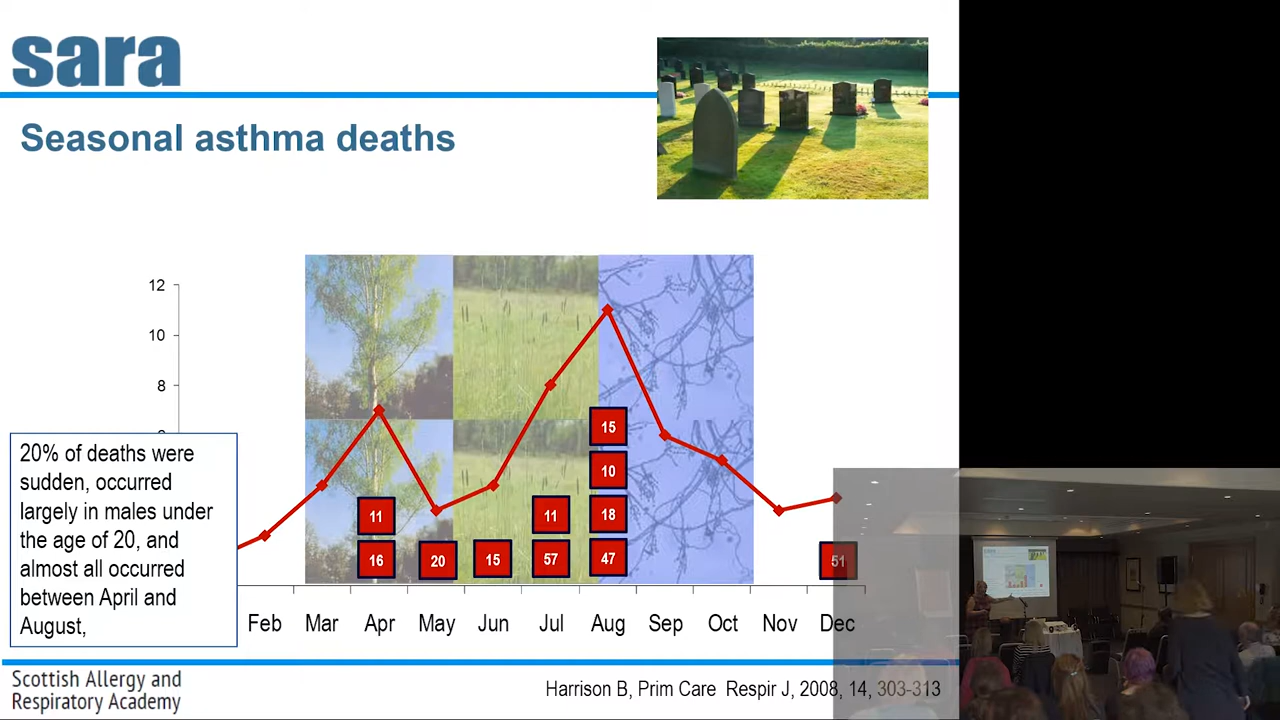 sara
Seasonal asthma deaths
12
10
8
20% of deaths were
sudden, occurred
largely in males under
the age of 20, and
almost all occurred
between April and
August,
15
10
11 11 18
16 20 15 57 47 51
Feb Mar Apr May Jun Jul Aug Sep Oct Nov Dec
Scottish Allergy and
Respiratory Academy
Harrison B, Prim Care Respir J, 2008, 14, 303-313